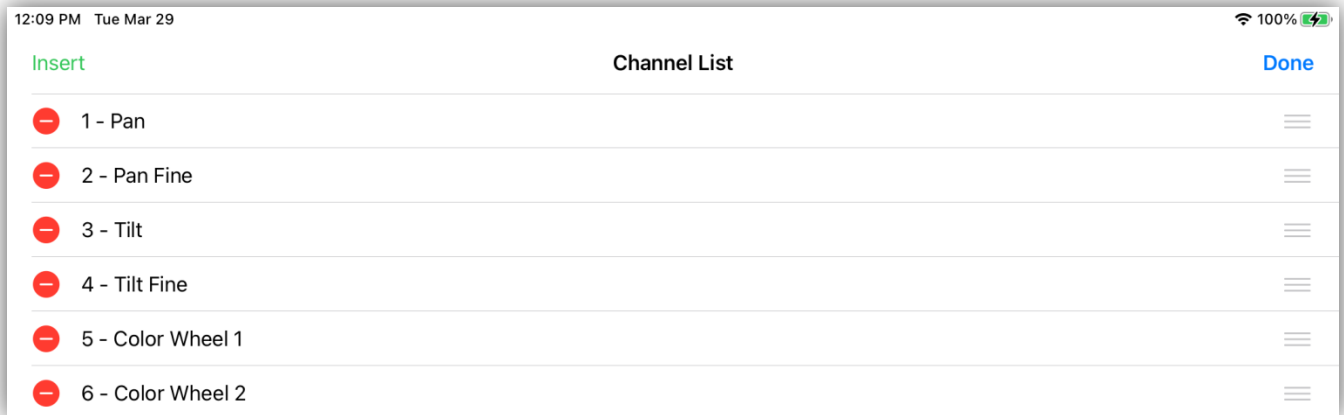 12:09 PM Tue Mar 29 100%
Insert Channel List Done
1 - Pan
2 - Pan Fine
3 - Tilt
4 - Tilt Fine
5 - Color Wheel 1
6 - Color Wheel 2